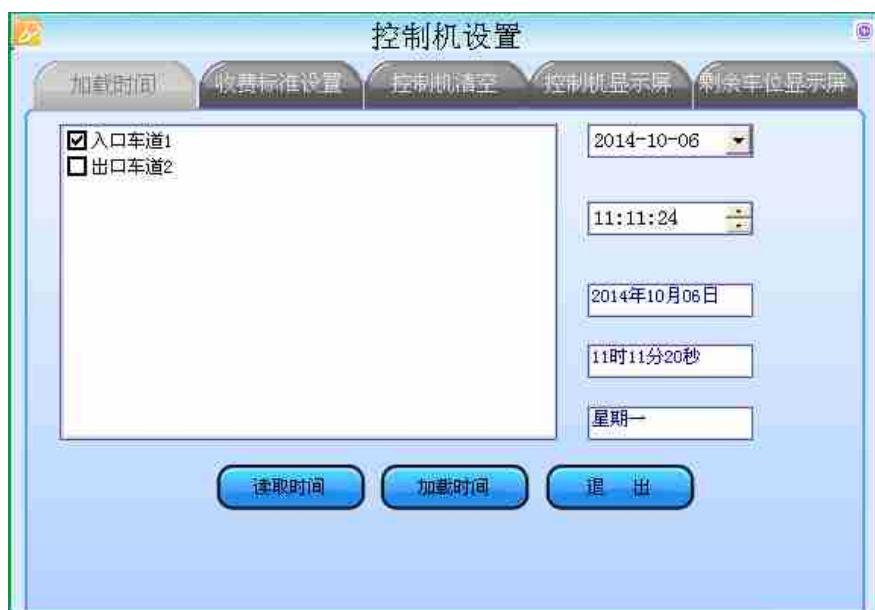 控制机设置
加载时间 收费标准设置 控制机清空 控制机显示屏 剩余车位显示屏
入口车道1
出口车道2
2014-10-06
11:11:24
2014年10月06日
11时11分20秒
星期一
读取时间 加载时间 退 出